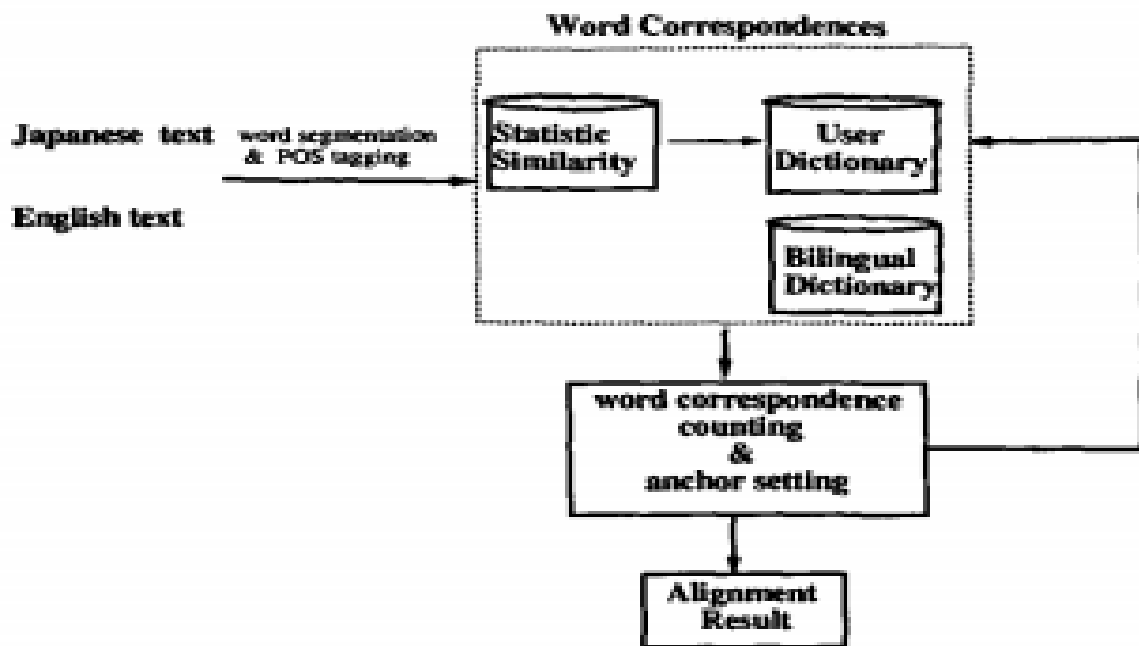 Word Correspondences
Japanese text
word segmentation
& POS tagging
English text
Statistic
Similarity
User
Dictionary
Bilingual
Dictionary
word correspondence
counting
&
anchor setting
Alignment
Result